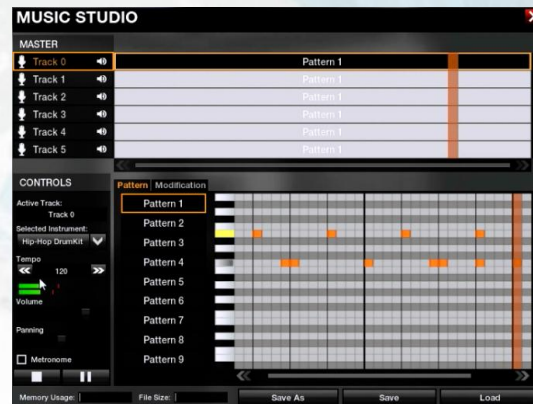 MUSIC STUDIO
MASTER
Track 0
Pattern 1
Track 1
Pattern 1
Track 2
Pattern 1
Track 3
Pattern 1
Track 4
Pattern 1
Track 5
Pattern 1
CONTROLS
Active Track:
Track 0
Selected Instrument:
Hip-Hop DrumKit
Tempo
120
Volume
Panning
Metronome
Pattern Modification
Pattern 1
Pattern 2
Pattern 3
Pattern 4
Pattern 5
Pattern 6
Pattern 7
Pattern 8
Pattern 9
Memory Usage:
File Size:
Save As
Save
Load